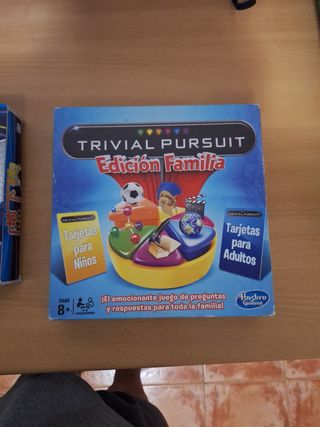 TRIVIAL PURSUIT
Edición Familia
TRIVIAL PURSUIT
Tarjetas
para
Niños
TRIVIAL PURSUIT
Tarjetas
para
Adultos
¡El emocionante juego de preguntas
y respuestas para toda la familia!
EDAD
8+
Hasbro
Gaming